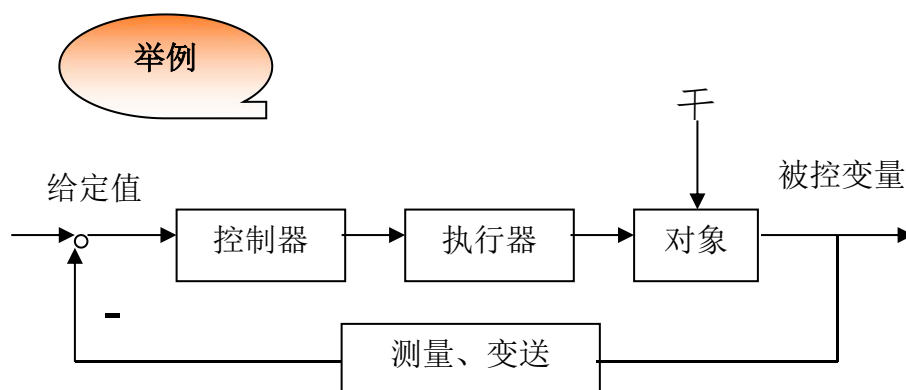 举例
干
给定值
被控变量
控制器
执行器
对象
-
测量、变送